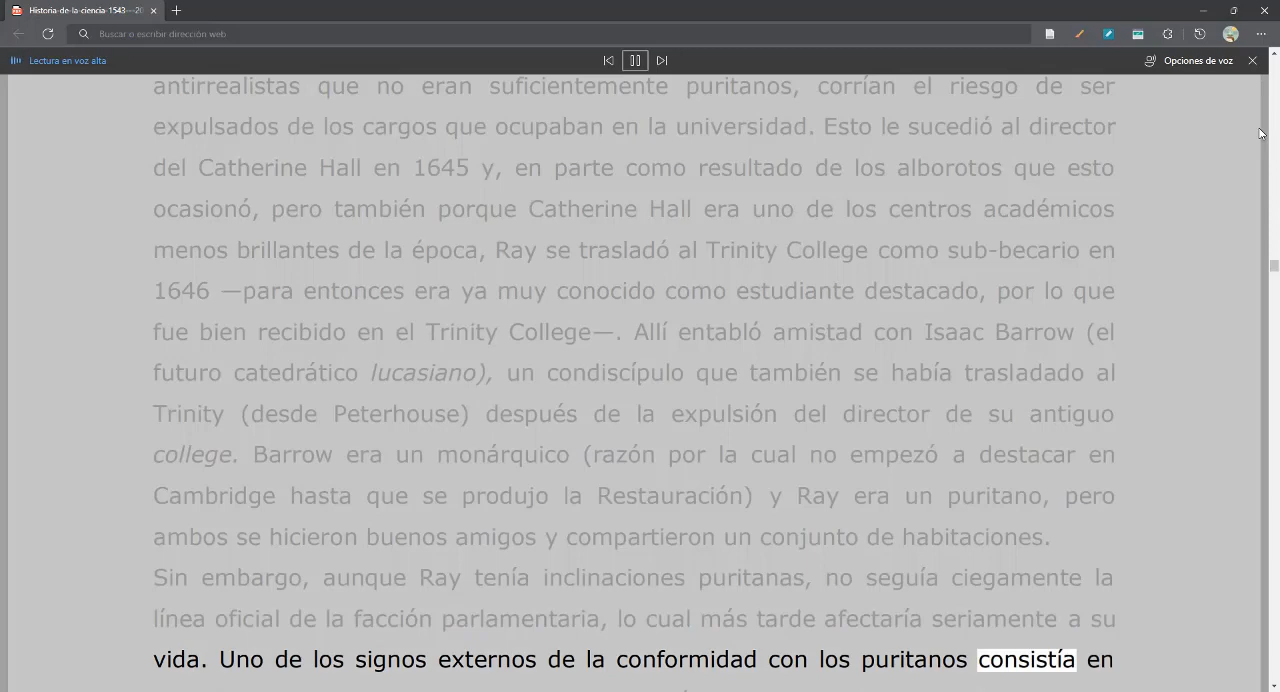 Historia-de-la-ciencia-1543---20
Buscar o escribir dirección web
Lectura en voz alta
Opciones de voz
antirrealistas que no eran suficientemente puritanos, corrían el riesgo de ser
expulsados de los cargos que ocupaban en la universidad. Esto le sucedió al director
del Catherine Hall en 1645 y, en parte como resultado de los alborotos que esto
ocasionó, pero también porque Catherine Hall era uno de los centros académicos
menos brillantes de la época, Ray se trasladó al Trinity College como sub-becario en
1646 —para entonces era ya muy conocido como estudiante destacado, por lo que
fue bien recibido en el Trinity College—. Allí entabló amistad con Isaac Barrow (el
futuro catedrático lucasiano), un condiscípulo que también se había trasladado al
Trinity (desde Peterhouse) después de la expulsión del director de su antiguo
college. Barrow era un monárquico (razón por la cual no empezó a destacar en
Cambridge hasta que se produjo la Restauración) y Ray era un puritano, pero
ambos se hicieron buenos amigos y compartieron un conjunto de habitaciones.
Sin embargo, aunque Ray tenía inclinaciones puritanas, no seguía ciegamente la
línea oficial de la facción parlamentaria, lo cual más tarde afectaría seriamente a su
vida. Uno de los signos externos de la conformidad con los puritanos consistía en